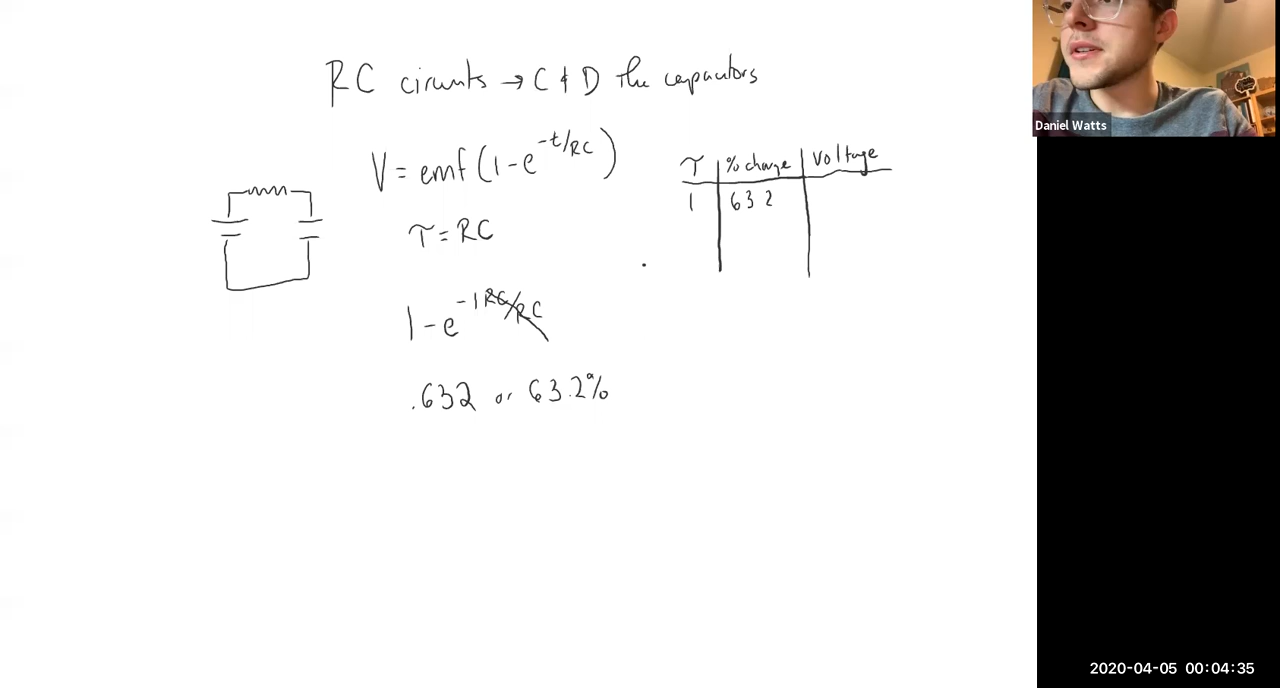 RC circuits → C & D the capacitors
V = emf (1-e^-t/RC)
τ = RC
1-e^-1RC/RC
.632 or 63.2%
τ | % charge | voltage
1 | 63 2
Daniel Watts
2020-04-05 00:04:35